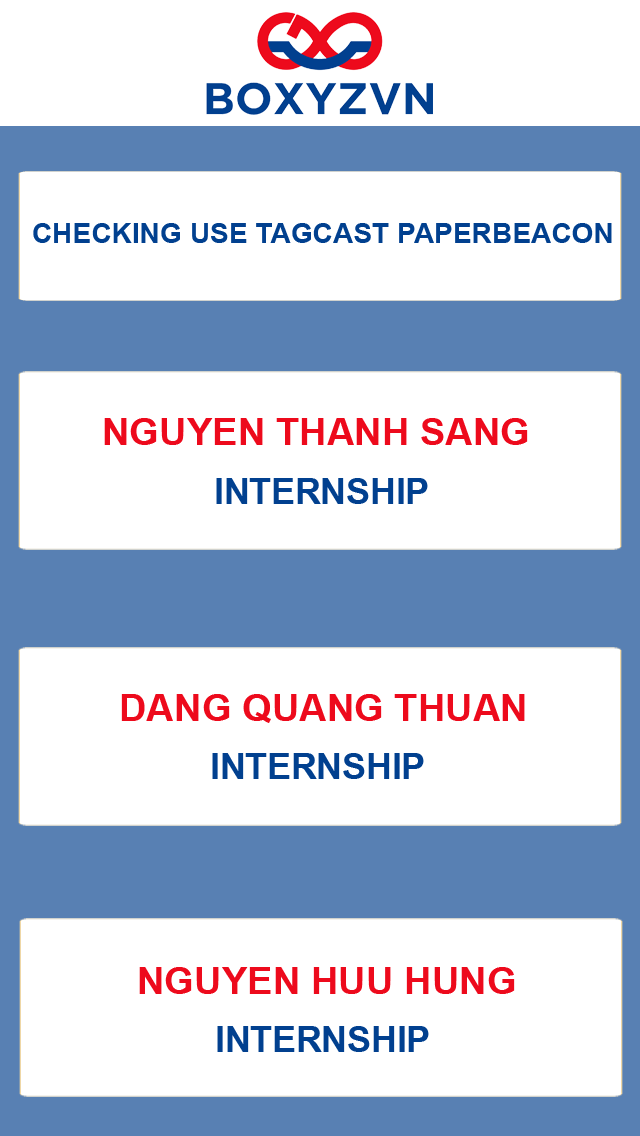 BOXYZVN
CHECKING USE TAGCAST PAPERBEACON
NGUYEN THANH SANG
INTERNSHIP
DANG QUANG THUAN
INTERNSHIP
NGUYEN HUU HUNG
INTERNSHIP